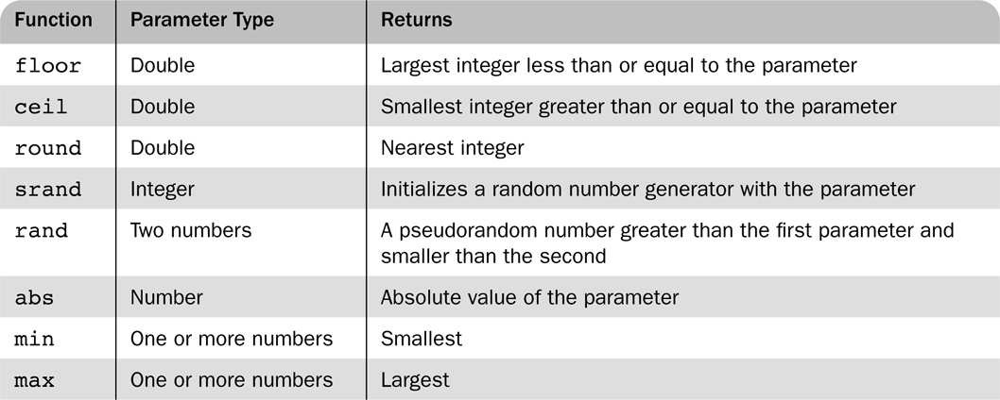 Function Parameter Type Returns
floor Double Largest integer less than or equal to the parameter
ceil Double Smallest integer greater than or equal to the parameter
round Double Nearest integer
srand Integer Initializes a random number generator with the parameter
rand Two numbers A pseudorandom number greater than the first parameter and
smaller than the second
abs Number Absolute value of the parameter
min One or more numbers Smallest
max One or more numbers Largest